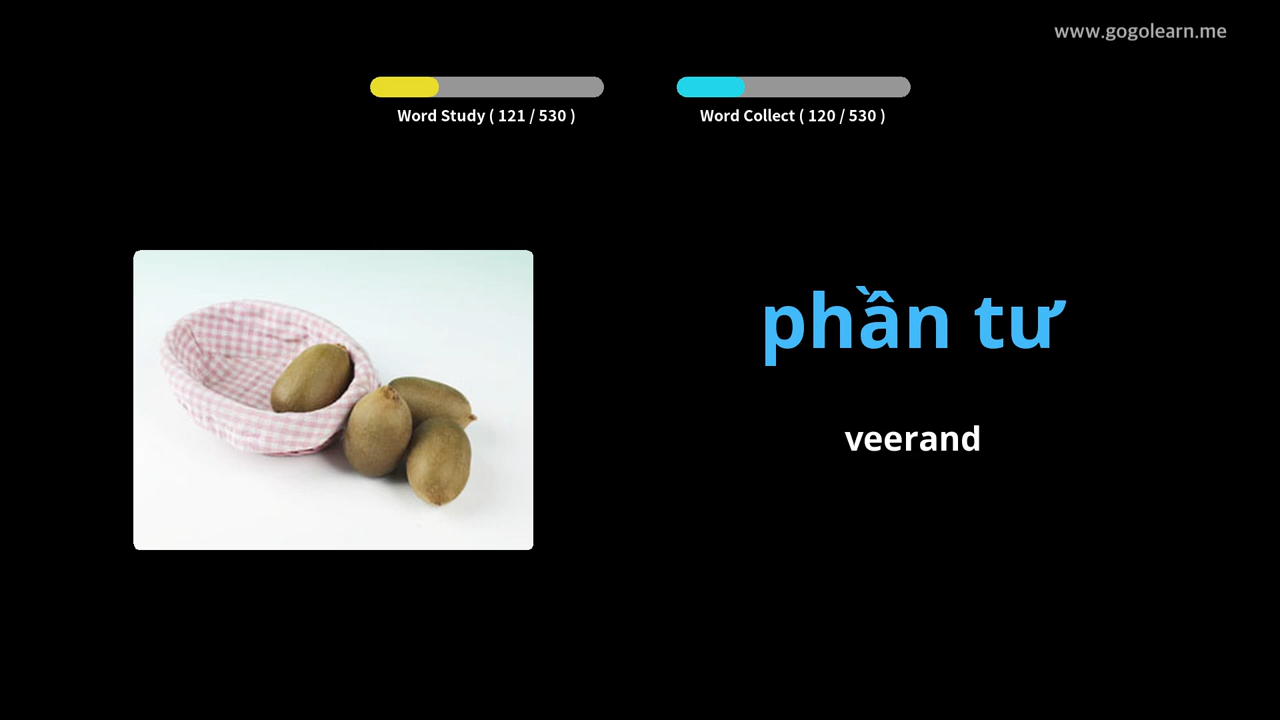 www.gogolearn.me
Word Study ( 121 / 530 )
Word Collect ( 120 / 530 )
phần tư
veerand